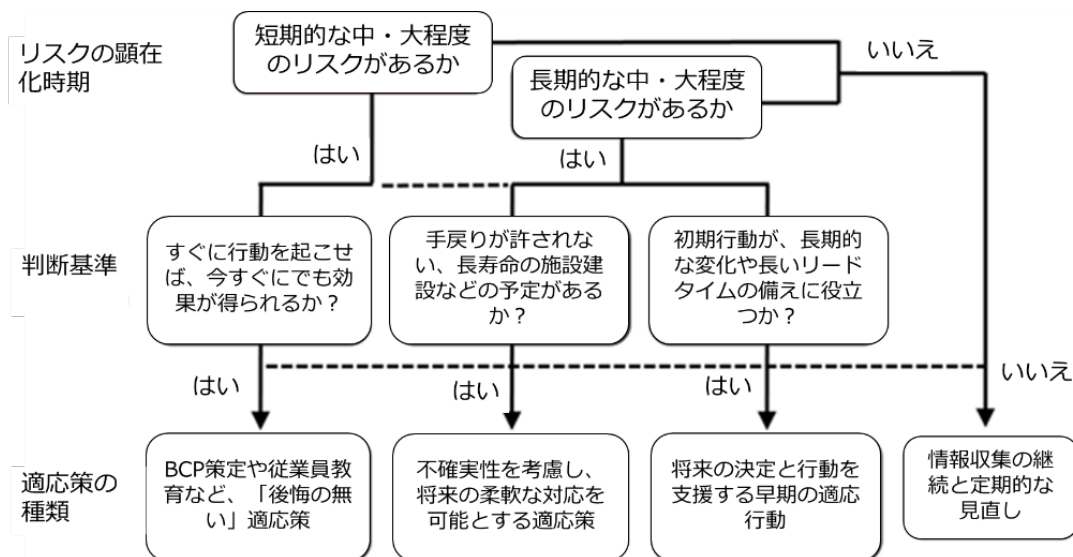 リスクの顕在
化時期
短期的な中・大程度
のリスクがあるか
長期的な中・大程度
のリスクがあるか
いいえ
はい
はい
判断基準
すぐに行動を起こせ
ば、今すぐにでも効
果が得られるか？
手戻りが許されな
い、長寿命の施設建
設などの予定がある
か？
初期行動が、長期的
な変化や長いリード
タイムの備えに役立
つか？
はい
はい
はい
いいえ
適応策の
種類
BCP策定や従業員教
育など、「後悔の無
い」適応策
不確実性を考慮し、
将来の柔軟な対応を
可能とする適応策
将来の決定と行動を
支援する早期の適応
行動
情報収集の継
続と定期的な
見直し